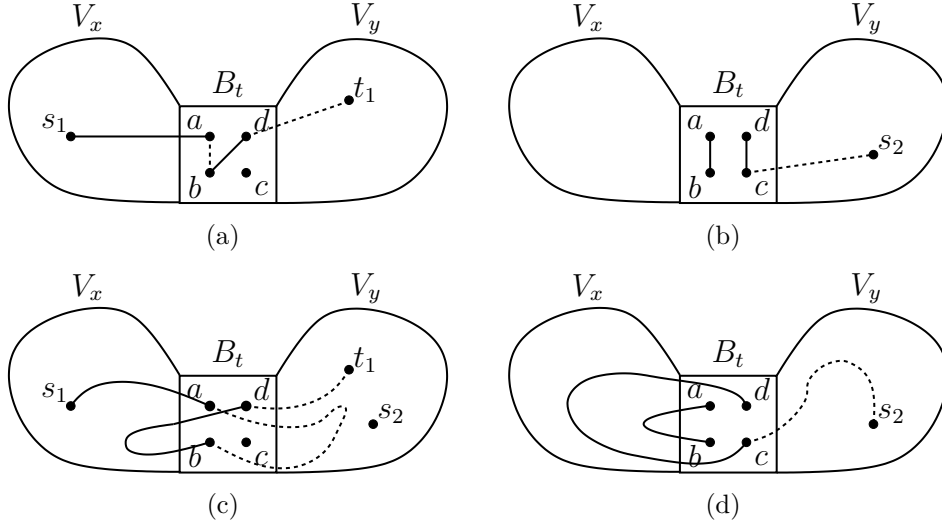 V_x V_y V_x V_y
B_t B_t
s_1 a d t_1 a d s_2
b c b c
(a) (b)
V_x V_y V_x V_y
B_t B_t
s_1 a d t_1 s_2 a d s_2
b c b c
(c) (d)